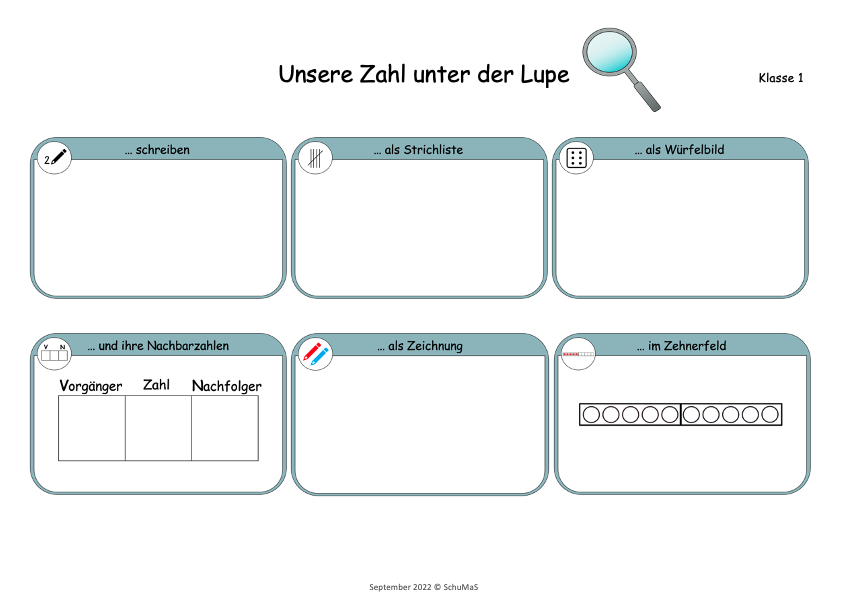 Unsere Zahl unter der Lupe
Klasse 1
2
... schreiben
... als Strichliste
... als Würfelbild
V N
... und ihre Nachbarzahlen
... als Zeichnung
... im Zehnerfeld
Vorgänger Zahl Nachfolger
September 2022 © SchuMaS